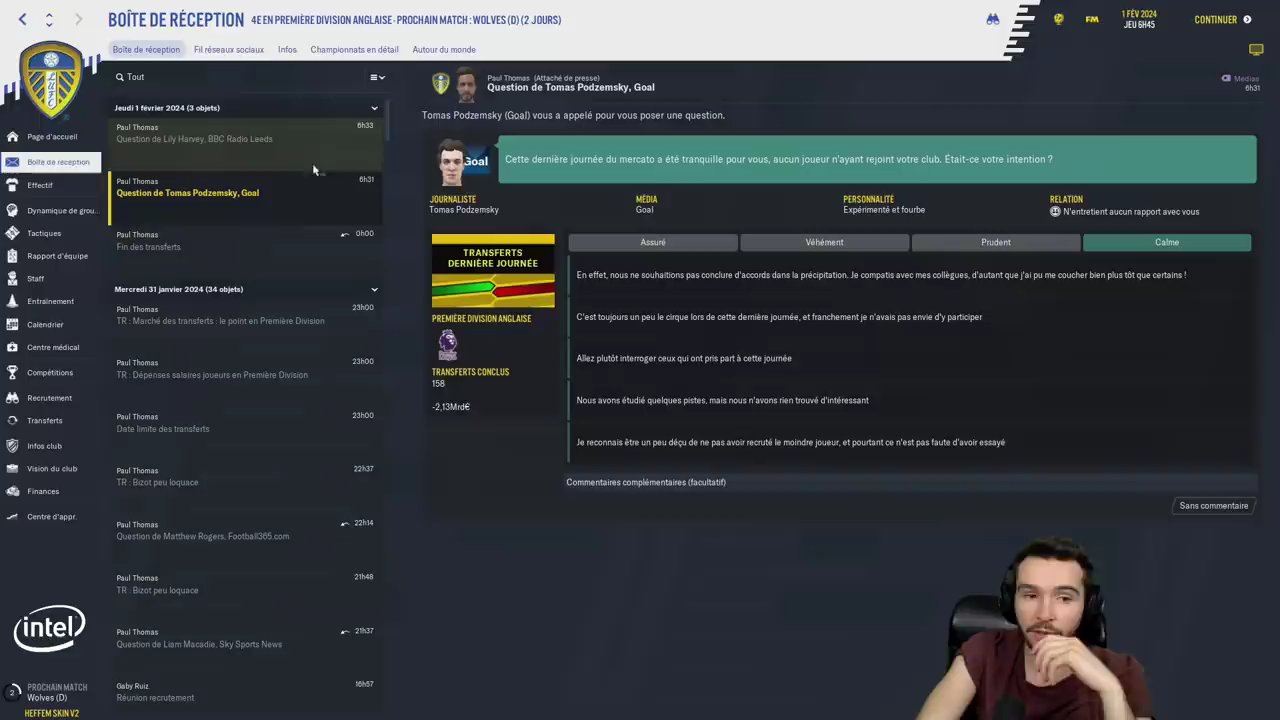 BOÎTE DE RÉCEPTION
4E EN PREMIÈRE DIVISION ANGLAISE - PROCHAIN MATCH : WOLVES (D) (2 JOURS)
FM
1 FÉV 2024
JEU 6H45
CONTINUER
Boîte de réception
Fil réseaux sociaux
Infos
Championnats en détail
Autour du monde
Page d'accueil
Boîte de réception
Effectif
Dynamique de grou...
Tactiques
Rapport d'équipe
Staff
Entraînement
Calendrier
Centre médical
Compétitions
Recrutement
Transferts
Infos club
Vision du club
Finances
Centre d'appr.
intel
2
PROCHAIN MATCH
Wolves (D)
HEFFEM SKIN V2
Tout
Jeudi 1 février 2024 (3 objets)
Paul Thomas
6h33
Question de Lily Harvey, BBC Radio Leeds
Paul Thomas
6h31
Question de Tomas Podzemsky, Goal
Paul Thomas
0h00
Fin des transferts
Mercredi 31 janvier 2024 (34 objets)
Paul Thomas
23h00
TR : Marché des transferts : le point en Première Division
Paul Thomas
23h00
TR : Dépenses salaires joueurs en Première Division
Paul Thomas
23h00
Date limite des transferts
Paul Thomas
22h37
TR : Bizot peu loquace
Paul Thomas
22h14
Question de Matthew Rogers, Football365.com
Paul Thomas
21h48
TR : Bizot peu loquace
Paul Thomas
21h37
Question de Liam Macadie, Sky Sports News
Gaby Ruiz
16h57
Réunion recrutement
Paul Thomas (Attaché de presse)
Question de Tomas Podzemsky, Goal
Médias
6h31
Tomas Podzemsky (Goal) vous a appelé pour vous poser une question.
Goal
Cette dernière journée du mercato a été tranquille pour vous, aucun joueur n'ayant rejoint votre club. Était-ce votre intention ?
JOURNALISTE
Tomas Podzemsky
MÉDIA
Goal
PERSONNALITÉ
Expérimenté et fourbe
RELATION
N'entretient aucun rapport avec vous
TRANSFERTS
DERNIÈRE JOURNÉE
PREMIÈRE DIVISION ANGLAISE
TRANSFERTS CONCLUS
158
-2,13Mrd€
Assuré
Véhément
Prudent
Calme
En effet, nous ne souhaitions pas conclure d'accords dans la précipitation. Je compatis avec mes collègues, d'autant que j'ai pu me coucher bien plus tôt que certains !
C'est toujours un peu le cirque lors de cette dernière journée, et franchement je n'avais pas envie d'y participer
Allez plutôt interroger ceux qui ont pris part à cette journée
Nous avons étudié quelques pistes, mais nous n'avons rien trouvé d'intéressant
Je reconnais être un peu déçu de ne pas avoir recruté le moindre joueur, et pourtant ce n'est pas faute d'avoir essayé
Commentaires complémentaires (facultatif)
Sans commentaire